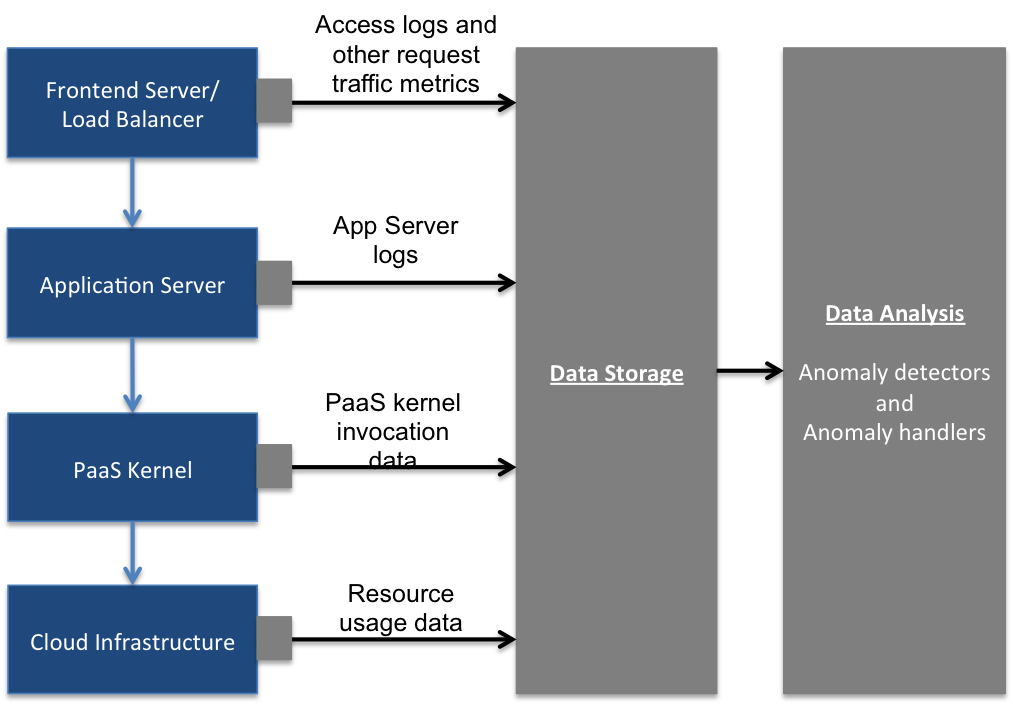 Access logs and
other request
traffic metrics
Frontend Server/
Load Balancer
App Server
logs
Application Server
Data Storage
Data Analysis
Anomaly detectors
and
Anomaly handlers
PaaS kernel
invocation
data
PaaS Kernel
Resource
usage data
Cloud Infrastructure